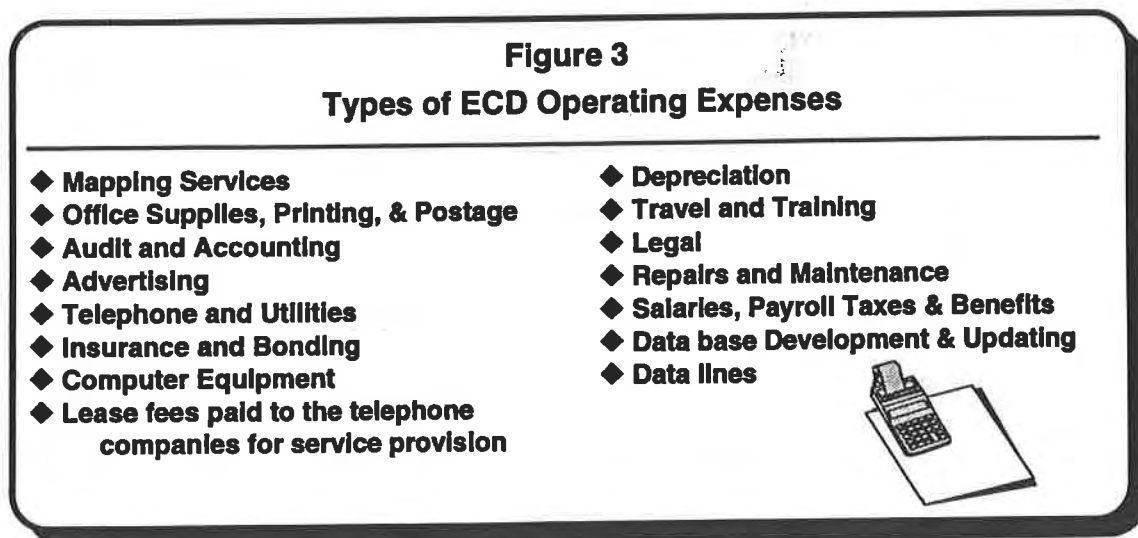 Figure 3
Types of ECD Operating Expenses
◆ Mapping Services
◆ Office Supplies, Printing, & Postage
◆ Audit and Accounting
◆ Advertising
◆ Telephone and Utilities
◆ Insurance and Bonding
◆ Computer Equipment
◆ Lease fees paid to the telephone
companies for service provision
◆ Depreciation
◆ Travel and Training
◆ Legal
◆ Repairs and Maintenance
◆ Salaries, Payroll Taxes & Benefits
◆ Data base Development & Updating
◆ Data lines